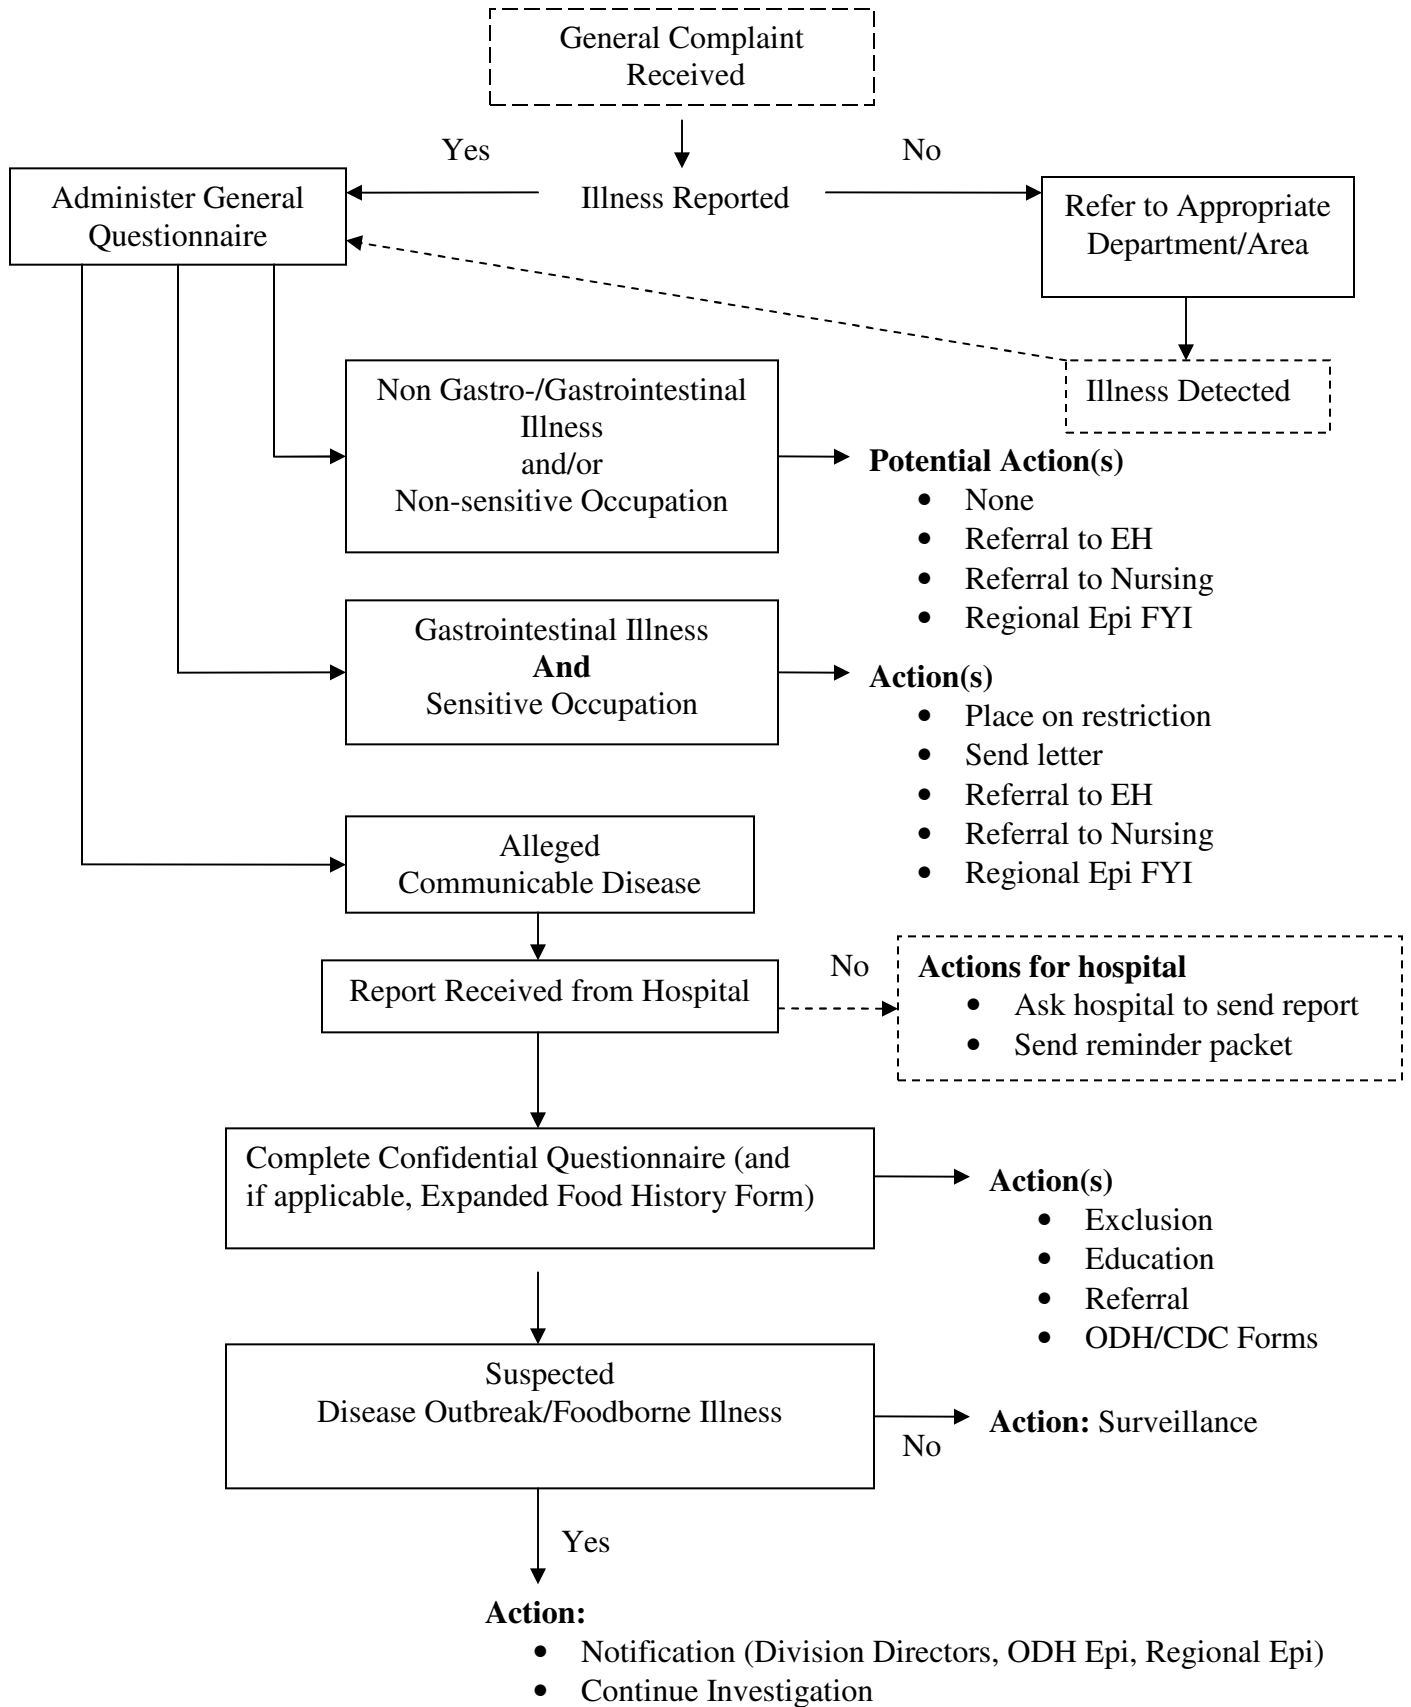 General Complaint
Received
Yes
No
Administer General
Questionnaire
Illness Reported
Refer to Appropriate
Department/Area
Illness Detected
Non Gastro-/Gastrointestinal
Illness
and/or
Non-sensitive Occupation
Potential Action(s)
• None
• Referral to EH
• Referral to Nursing
• Regional Epi FYI
Gastrointestinal Illness
And
Sensitive Occupation
Action(s)
• Place on restriction
• Send letter
• Referral to EH
• Referral to Nursing
• Regional Epi FYI
Alleged
Communicable Disease
Report Received from Hospital
No
Actions for hospital
• Ask hospital to send report
• Send reminder packet
Complete Confidential Questionnaire (and
if applicable, Expanded Food History Form)
Action(s)
• Exclusion
• Education
• Referral
• ODH/CDC Forms
Suspected
Disease Outbreak/Foodborne Illness
No
Action: Surveillance
Yes
Action:
• Notification (Division Directors, ODH Epi, Regional Epi)
• Continue Investigation